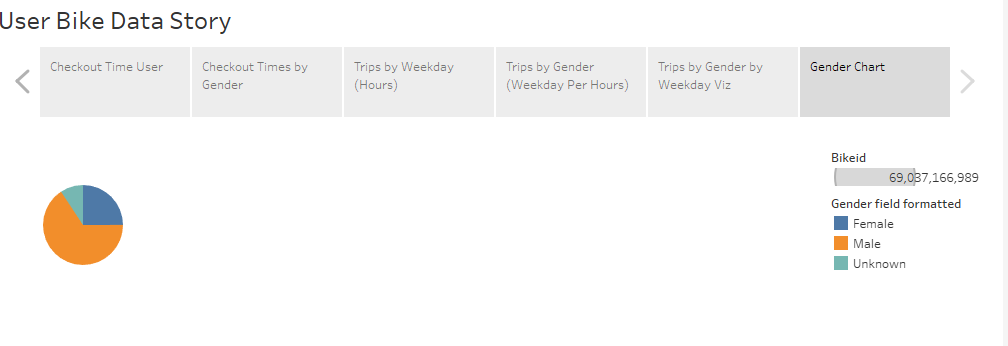 User Bike Data Story
Checkout Time User
Checkout Times by
Gender
Trips by Weekday
(Hours)
Trips by Gender
(Weekday Per Hours)
Trips by Gender by
Weekday Viz
Gender Chart
Bikeid
69,037,166,989
Gender field formatted
Female
Male
Unknown